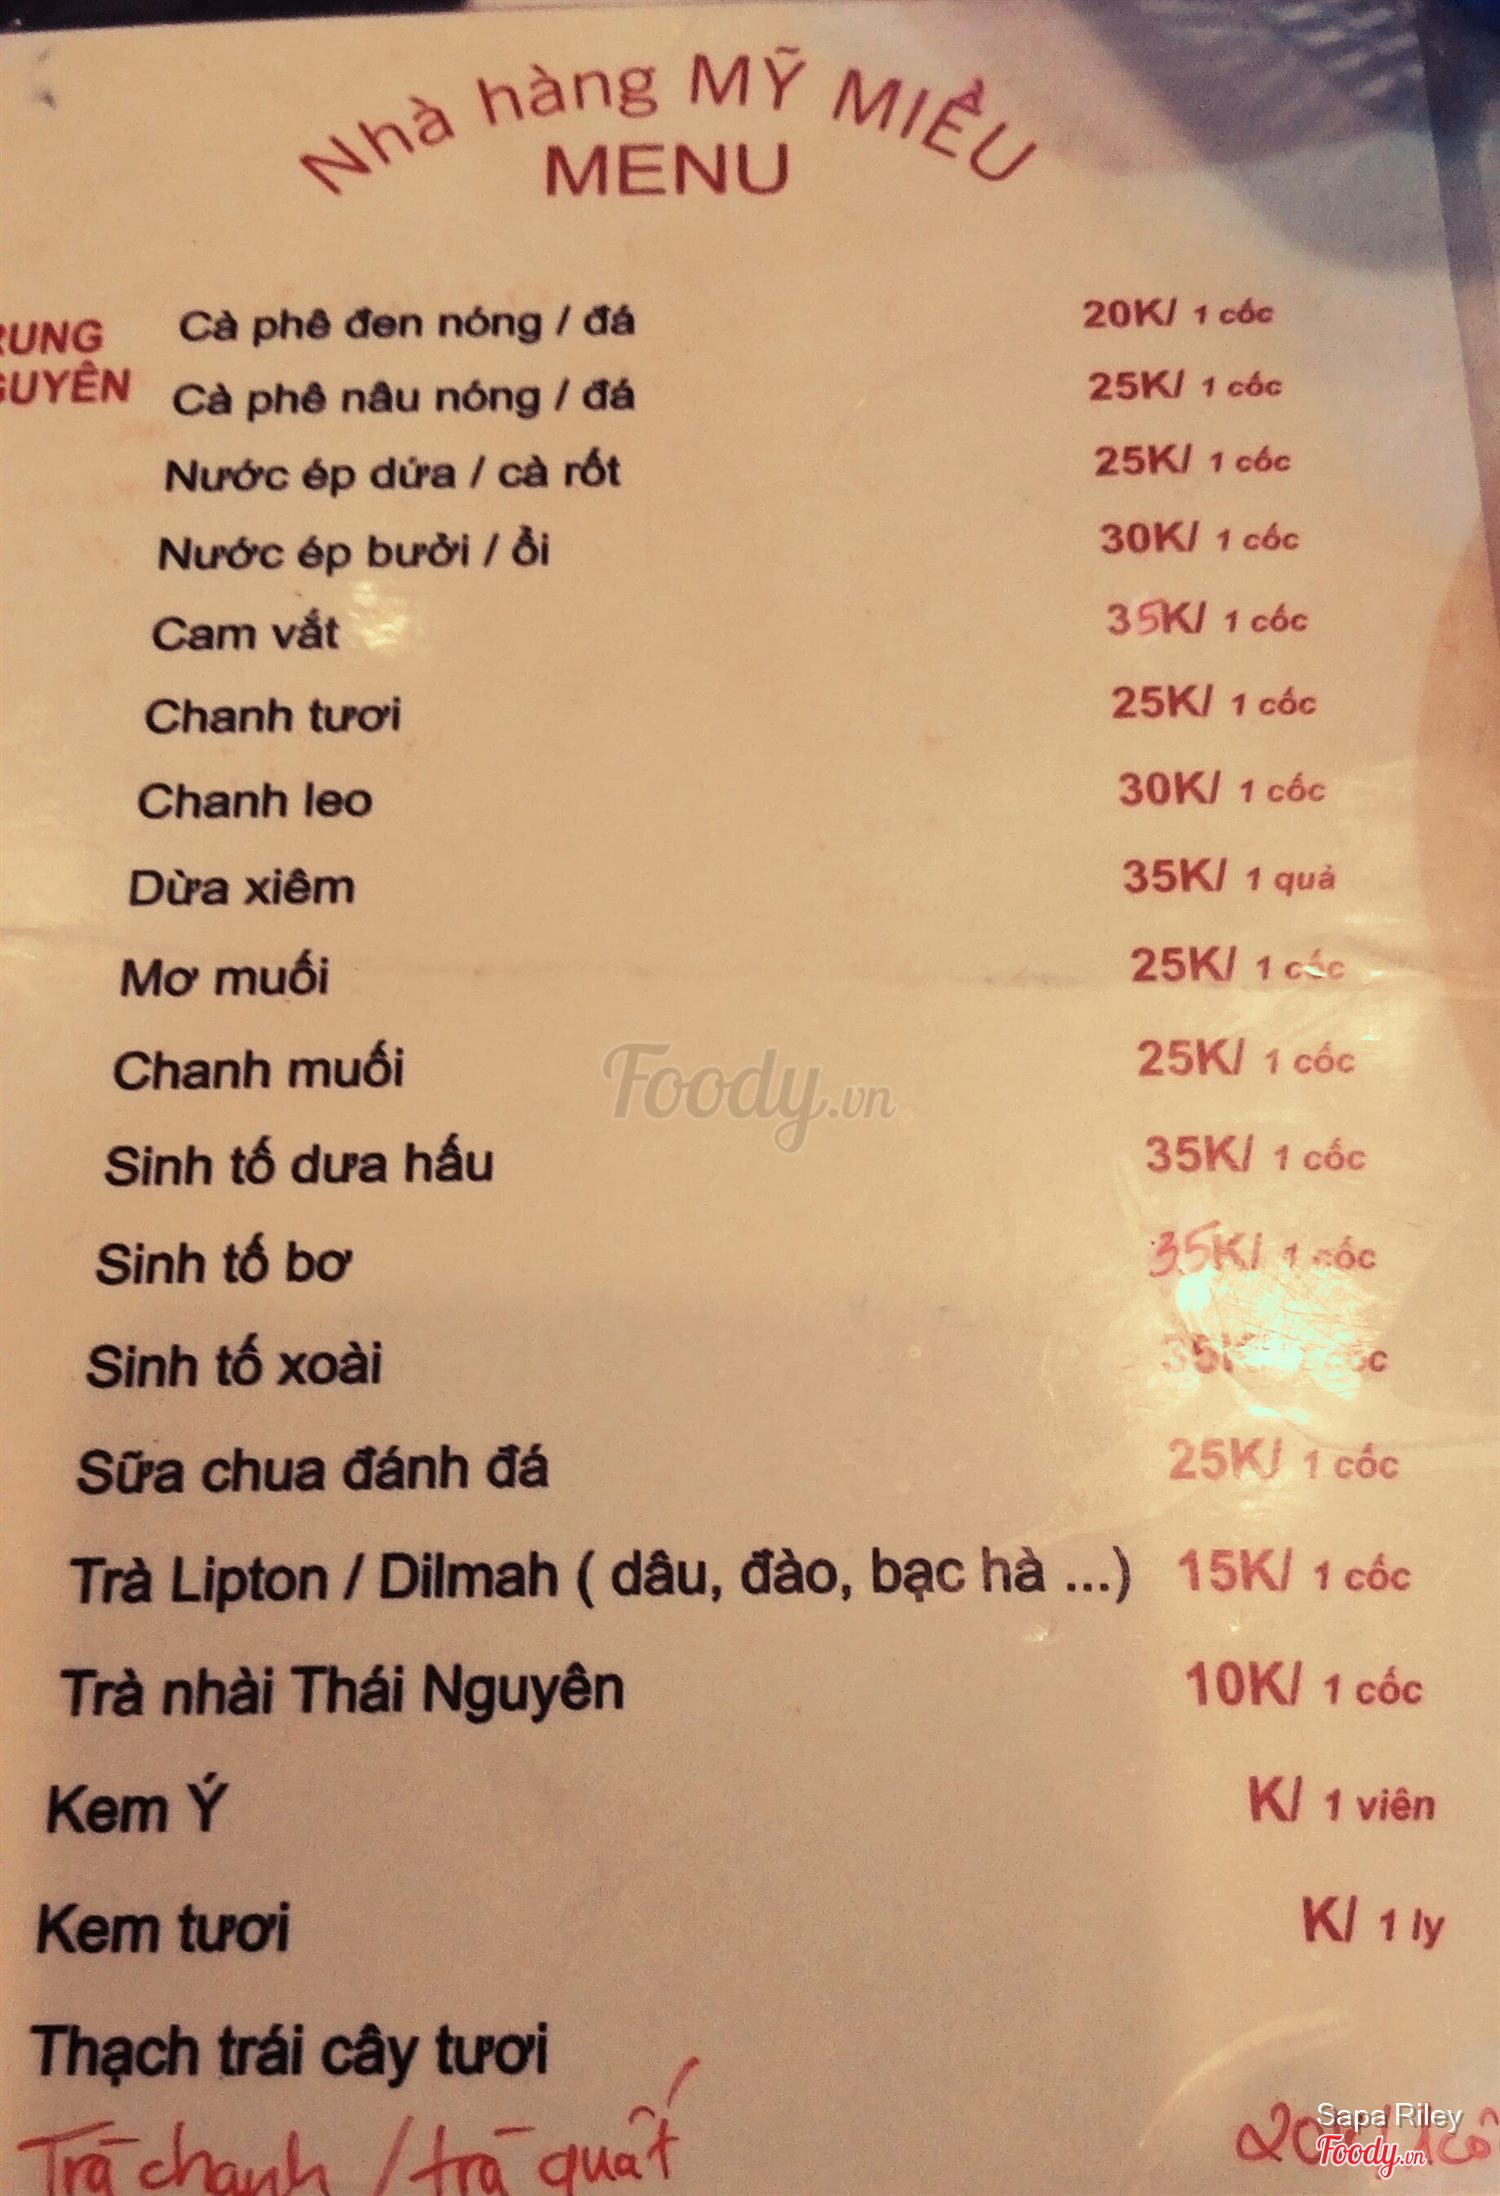 Nhà hàng MỸ MIỀU
MENU
RUNG
GUYÊN
Cà phê đen nóng / đá 20K/ 1 cốc
Cà phê nâu nóng / đá 25K/ 1 cốc
Nước ép dứa / cà rốt 25K/ 1 cốc
Nước ép bưởi / ổi 30K/ 1 cốc
Cam vắt 35K/ 1 cốc
Chanh tươi 25K/ 1 cốc
Chanh leo 30K/ 1 cốc
Dừa xiêm 35K/ 1 quả
Mơ muối 25K/ 1 cốc
Chanh muối 25K/ 1 cốc
Foody.vn
Sinh tố dưa hấu 35K/ 1 cốc
Sinh tố bơ 35K/ 1 cốc
Sinh tố xoài 35K
Sữa chua đánh đá 25K/ 1 cốc
Trà Lipton / Dilmah ( dâu, đào, bạc hà ...) 15K/ 1 cốc
Trà nhài Thái Nguyên 10K/ 1 cốc
Kem Ý K/ 1 viên
Kem tươi K/ 1 ly
Thạch trái cây tươi
Trà chanh / trà quất
Sapa Riley
Foody.vn